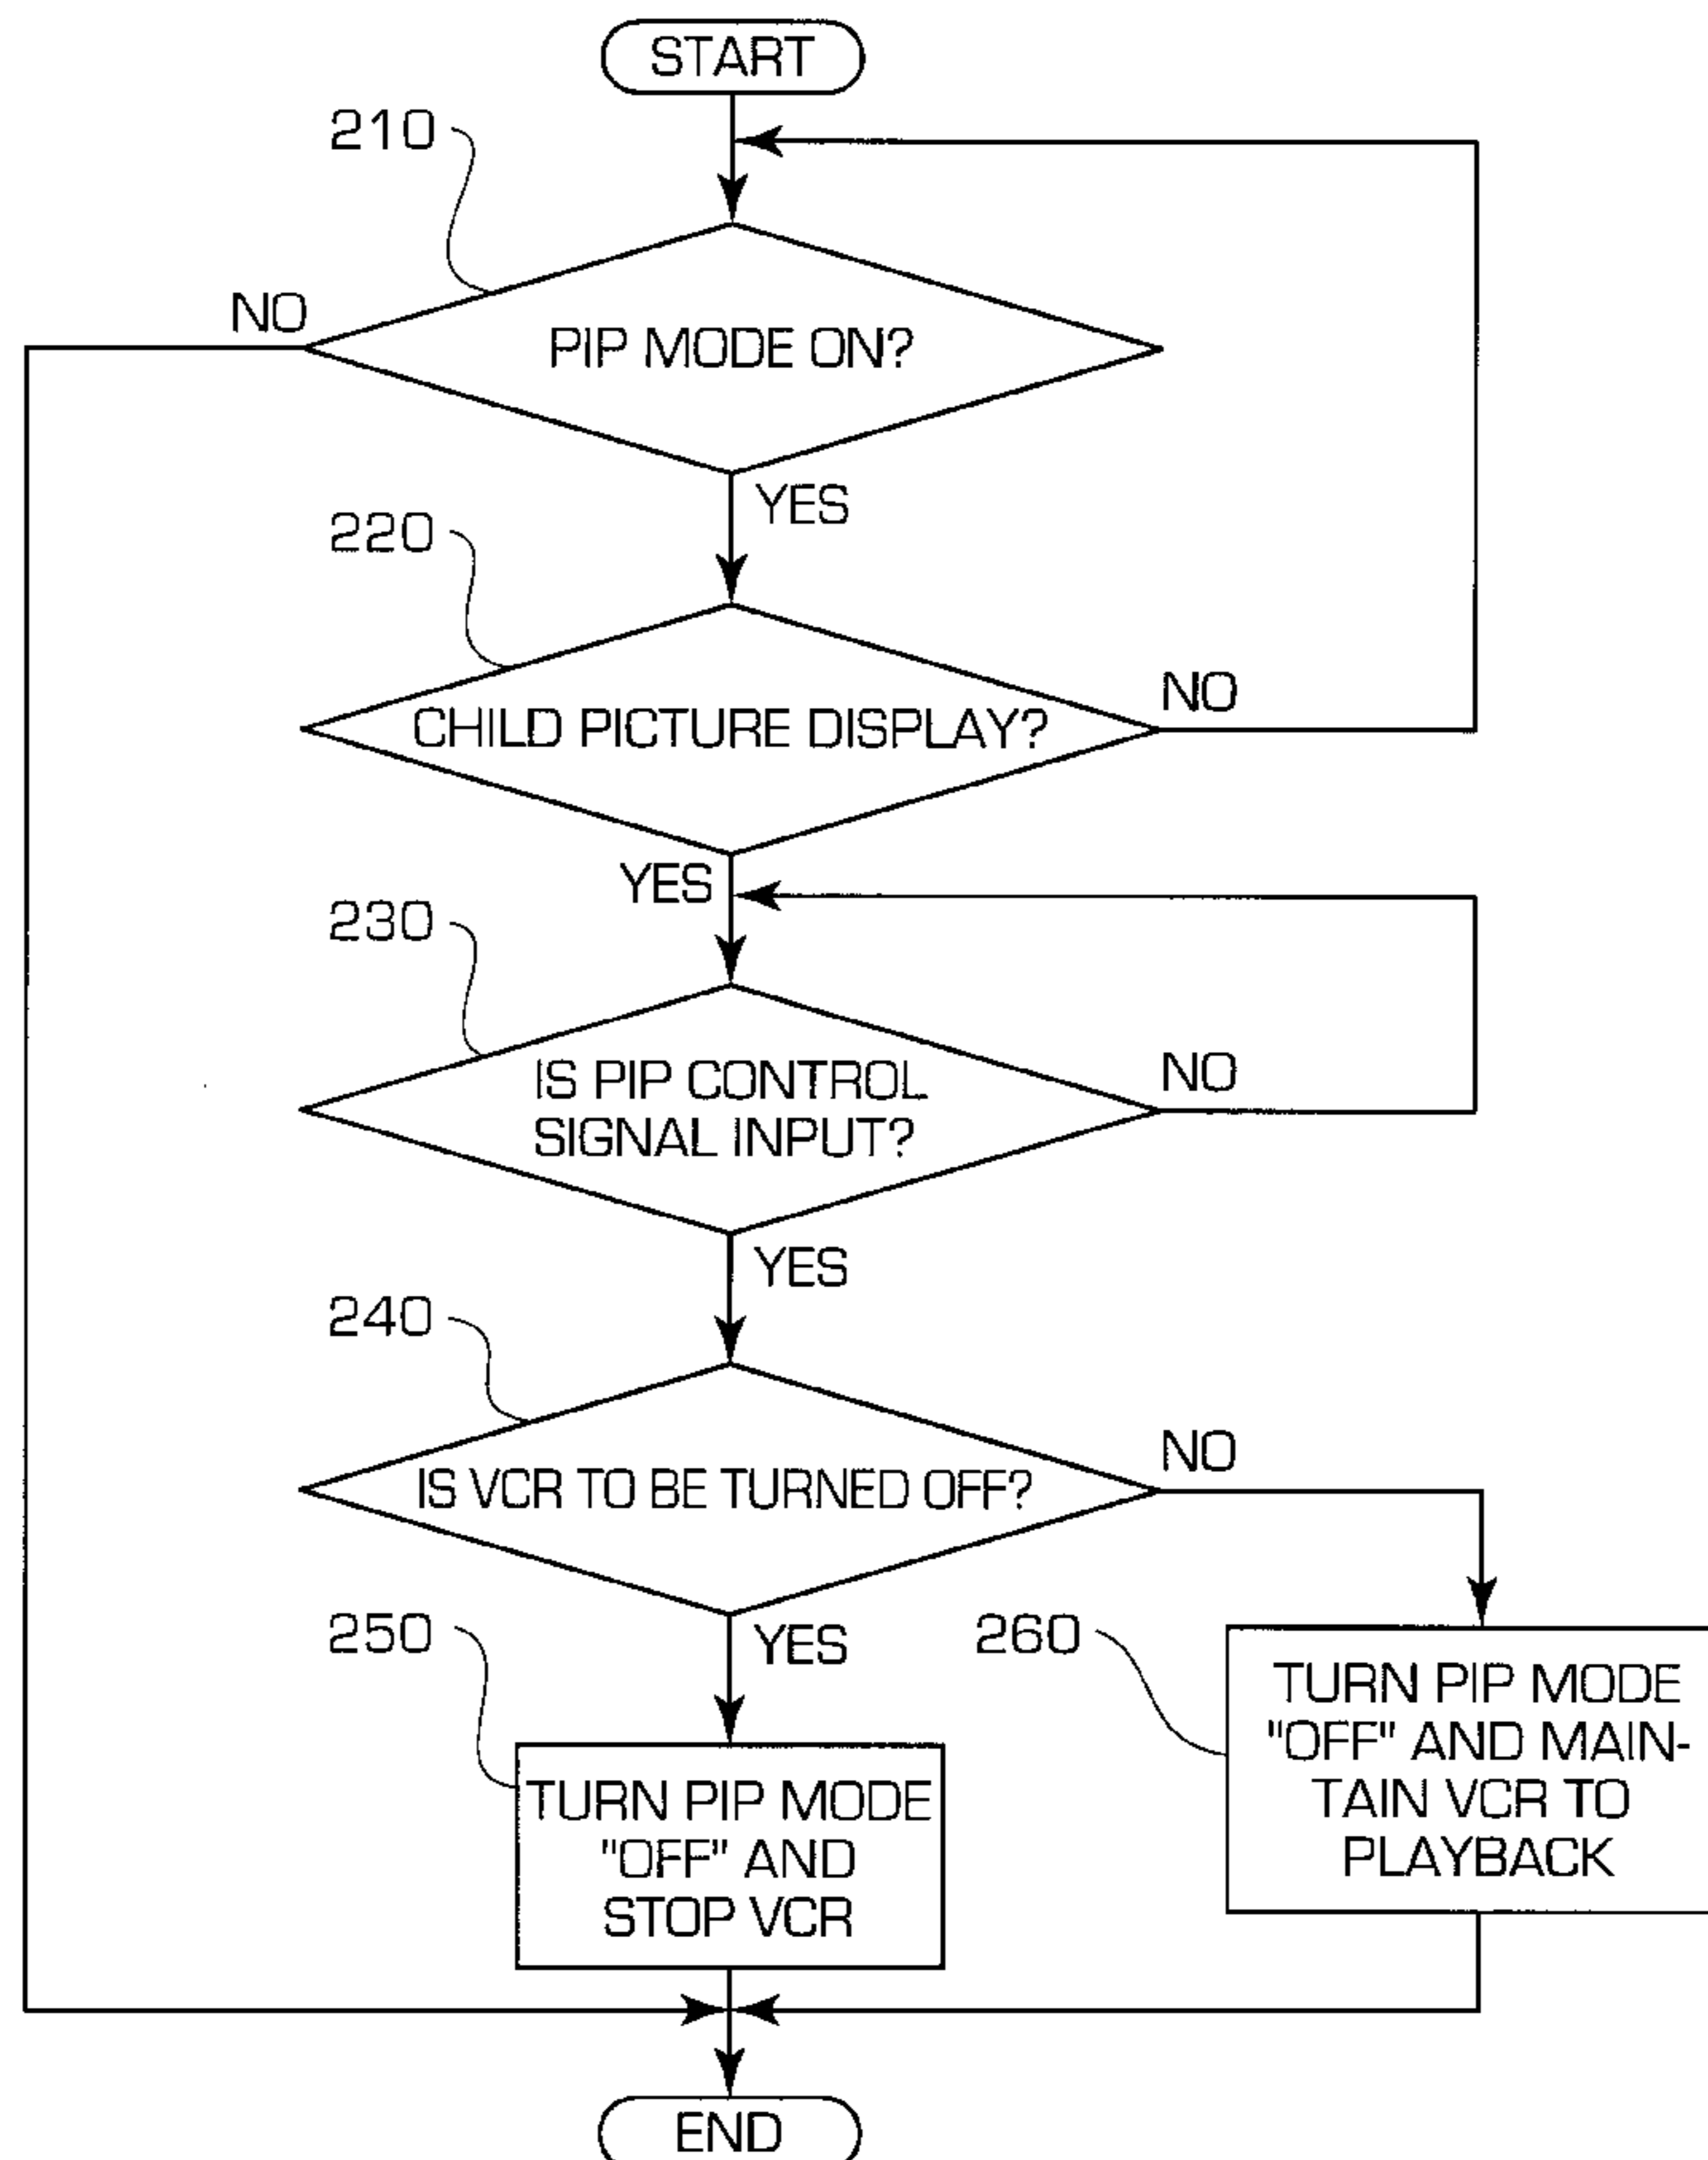 START
210
NO
PIP MODE ON?
YES
220
NO
CHILD PICTURE DISPLAY?
YES
230
NO
IS PIP CONTROL
SIGNAL INPUT?
YES
240
NO
IS VCR TO BE TURNED OFF?
YES
250
TURN PIP MODE
"OFF" AND
STOP VCR
260
TURN PIP MODE
"OFF" AND MAIN-
TAIN VCR TO
PLAYBACK
END